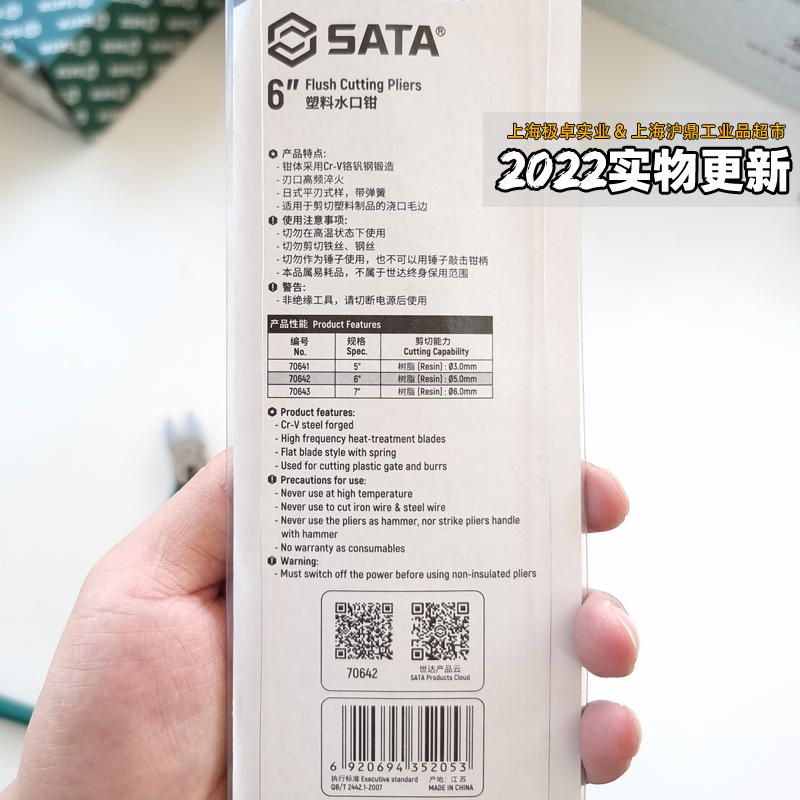 SATA®
6" Flush Cutting Pliers
塑料水口钳
上海极卓实业 & 上海沪鼎工业品超市
2022实物更新
产品特点:
- 钳体采用Cr-V铬钒钢锻造
- 刃口高频淬火
- 日式平刃式样，带弹簧
- 适用于剪切塑料制品的浇口毛边
使用注意事项:
- 切勿在高温状态下使用
- 切勿剪切铁丝、钢丝
- 切勿作为锤子使用，也不可以用锤子敲击钳柄
- 本品属易耗品，不属于世达终身保用范围
警告:
- 非绝缘工具，请切断电源后使用
产品性能 Product Features
编号 规格 剪切能力
No. Spec. Cutting Capability
70641 5" 树脂 (Resin) : Ø3.0mm
70642 6" 树脂 (Resin) : Ø5.0mm
70643 7" 树脂 (Resin) : Ø6.0mm
Product features:
- Cr-V steel forged
- High frequency heat-treatment blades
- Flat blade style with spring
- Used for cutting plastic gate and burrs
Precautions for use:
- Never use at high temperature
- Never use to cut iron wire & steel wire
- Never use the pliers as hammer, nor strike pliers handle
with hammer
- No warranty as consumables
Warning:
- Must switch off the power before using non-insulated pliers
70642 世达产品云
SATA Products Cloud
6 920694 352053
执行标准 Executive standard 产地: 江苏
QB/T 2442.1-2007 MADE IN CHINA